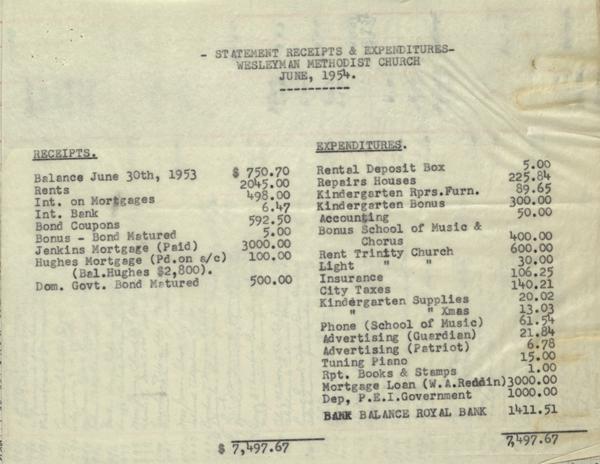 - STATEMENT RECEIPTS & EXPENDITURES-
WESLEYMAN METHODIST CHURCH
JUNE, 1954.
----------
RECEIPTS.
Balance June 30th, 1953 $ 750.70
Rents 2045.00
Int. on Mortgages 498.00
Int. Bank 6.47
Bond Coupons 592.50
Bonus - Bond Matured 5.00
Jenkins Mortgage (Paid) 3000.00
Hughes Mortgage (Pd.on a/c) 100.00
(Bal.Hughes $2,800).
Dom. Govt. Bond Matured 500.00
$ 7,497.67
EXPENDITURES.
Rental Deposit Box 5.00
Repairs Houses 225.84
Kindergarten Rprs.Furn. 89.65
Kindergarten Bonus 300.00
Accounting 50.00
Bonus School of Music &
Chorus 400.00
Rent Trinity Church 600.00
Light " " 30.00
Insurance 106.25
City Taxes 140.21
Kindergarten Supplies 20.02
" " Xmas 13.03
Phone (School of Music) 61.54
Advertising (Guardian) 21.84
Advertising (Patriot) 6.78
Tuning Piano 15.00
Rpt. Books & Stamps 1.00
Mortgage Loan (W.A.Reddin)3000.00
Dep, P.E.I.Government 1000.00
BANK BALANCE ROYAL BANK 1411.51
7,497.67